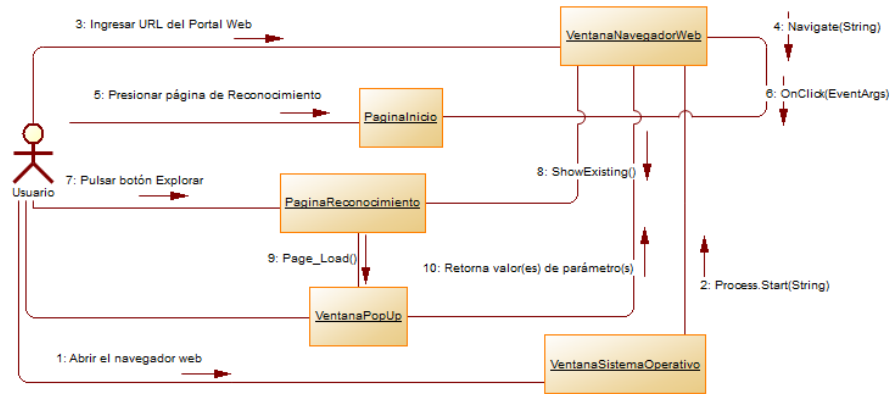 3: Ingresar URL del Portal Web
4: Navigate(String)
VentanaNavegadorWeb
5: Presionar página de Reconocimiento
6: OnClick(EventArgs)
PaginaInicio
Usuario
7: Pulsar botón Explorar
8: ShowExisting()
PaginaReconocimiento
9: Page_Load()
10: Retorna valor(es) de parámetro(s)
2: Process.Start(String)
VentanaPopUp
1: Abrir el navegador web
VentanaSistemaOperativo